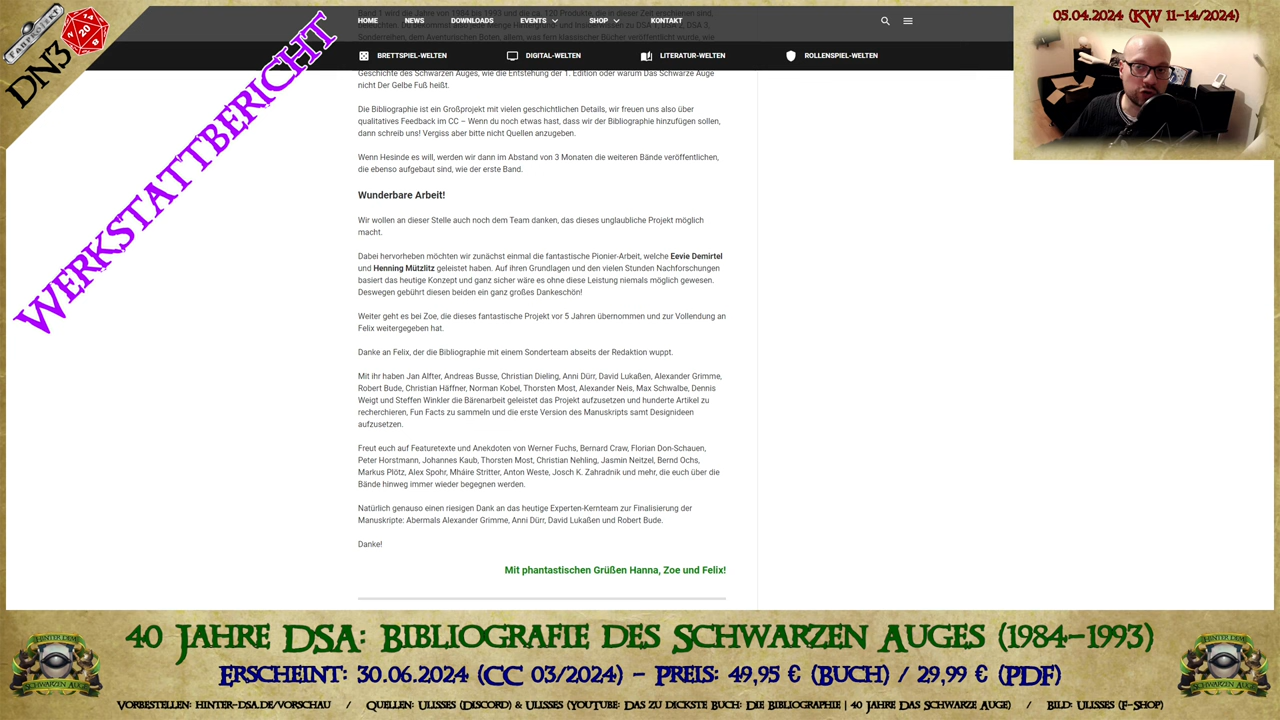 FANPROJEKT
DN3
WERKSTATTBERICHT
HOME NEWS DOWNLOADS EVENTS SHOP KONTAKT
BRETTSPIEL-WELTEN DIGITAL-WELTEN LITERATUR-WELTEN ROLLENSPIEL-WELTEN
05.04.2024 (KW 11-14/2024)
Geschichte des Schwarzen Auges, wie die Entstehung der 1. Edition oder warum Das Schwarze Auge
nicht Der Gelbe Fuß heißt.
Die Bibliographie ist ein Großprojekt mit vielen geschichtlichen Details, wir freuen uns also über
qualitatives Feedback im CC – Wenn du noch etwas hast, dass wir der Bibliographie hinzufügen sollen,
dann schreib uns! Vergiss aber bitte nicht Quellen anzugeben.
Wenn Hesinde es will, werden wir dann im Abstand von 3 Monaten die weiteren Bände veröffentlichen,
die ebenso aufgebaut sind, wie der erste Band.
Wunderbare Arbeit!
Wir wollen an dieser Stelle auch noch dem Team danken, das dieses unglaubliche Projekt möglich
macht.
Dabei hervorheben möchten wir zunächst einmal die fantastische Pionier-Arbeit, welche Eevie Demirtel
und Henning Mützlitz geleistet haben. Auf ihren Grundlagen und den vielen Stunden Nachforschungen
basiert das heutige Konzept und ganz sicher wäre es ohne diese Leistung niemals möglich gewesen.
Deswegen gebührt diesen beiden ein ganz großes Dankeschön!
Weiter geht es bei Zoe, die dieses fantastische Projekt vor 5 Jahren übernommen und zur Vollendung an
Felix weitergegeben hat.
Danke an Felix, der die Bibliographie mit einem Sonderteam abseits der Redaktion wuppt.
Mit ihr haben Jan Alfter, Andreas Busse, Christian Dieling, Anni Dürr, David Lukaßen, Alexander Grimme,
Robert Bude, Christian Häffner, Norman Kobel, Thorsten Most, Alexander Neis, Max Schwalbe, Dennis
Weigt und Steffen Winkler die Bärenarbeit geleistet das Projekt aufzusetzen und hunderte Artikel zu
recherchieren, Fun Facts zu sammeln und die erste Version des Manuskripts samt Designideen
aufzusetzen.
Freut euch auf Featuretexte und Anekdoten von Werner Fuchs, Bernard Craw, Florian Don-Schauen,
Peter Horstmann, Johannes Kaub, Thorsten Most, Christian Nehling, Jasmin Neitzel, Bernd Ochs,
Markus Plötz, Alex Spohr, Mháire Stritter, Anton Weste, Josch K. Zahradnik und mehr, die euch über die
Bände hinweg immer wieder begegnen werden.
Natürlich genauso einen riesigen Dank an das heutige Experten-Kernteam zur Finalisierung der
Manuskripte: Abermals Alexander Grimme, Anni Dürr, David Lukaßen und Robert Bude.
Danke!
Mit phantastischen Grüßen Hanna, Zoe und Felix!
40 Jahre DSA: Bibliografie des Schwarzen Auges (1984-1993)
Erscheint: 30.06.2024 (CC 03/2024) - Preis: 49,95 € (Buch) / 29,99 € (PDF)
Vorbestellen: hinter-dsa.de/vorschau / Quellen: Ulisses (Discord) & Ulisses (YouTube: Das zu dickste Buch: Die Bibliographie | 40 Jahre Das Schwarze Auge) / Bild: Ulisses (F-Shop)
HINTER DEM
SCHWARZEN AUGE
HINTER DEM
SCHWARZEN AUGE